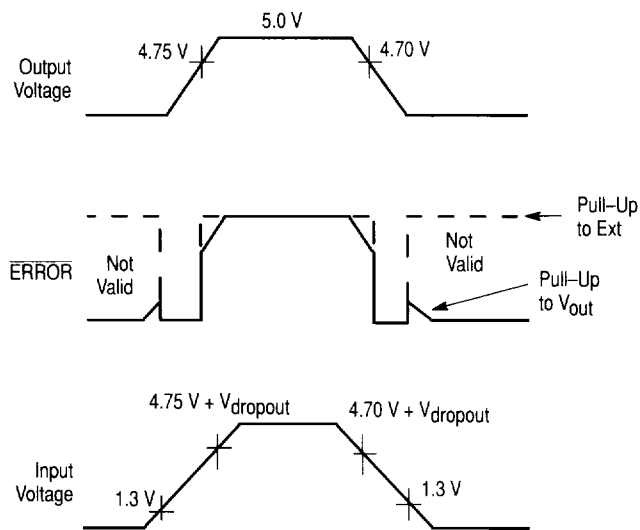 5.0 V
4.75 V
4.70 V
Output
Voltage
Pull–Up
to Ext
ERROR
Not
Valid
Not
Valid
Pull–Up
to Vout
4.75 V + Vdropout
4.70 V + Vdropout
Input
Voltage
1.3 V
1.3 V